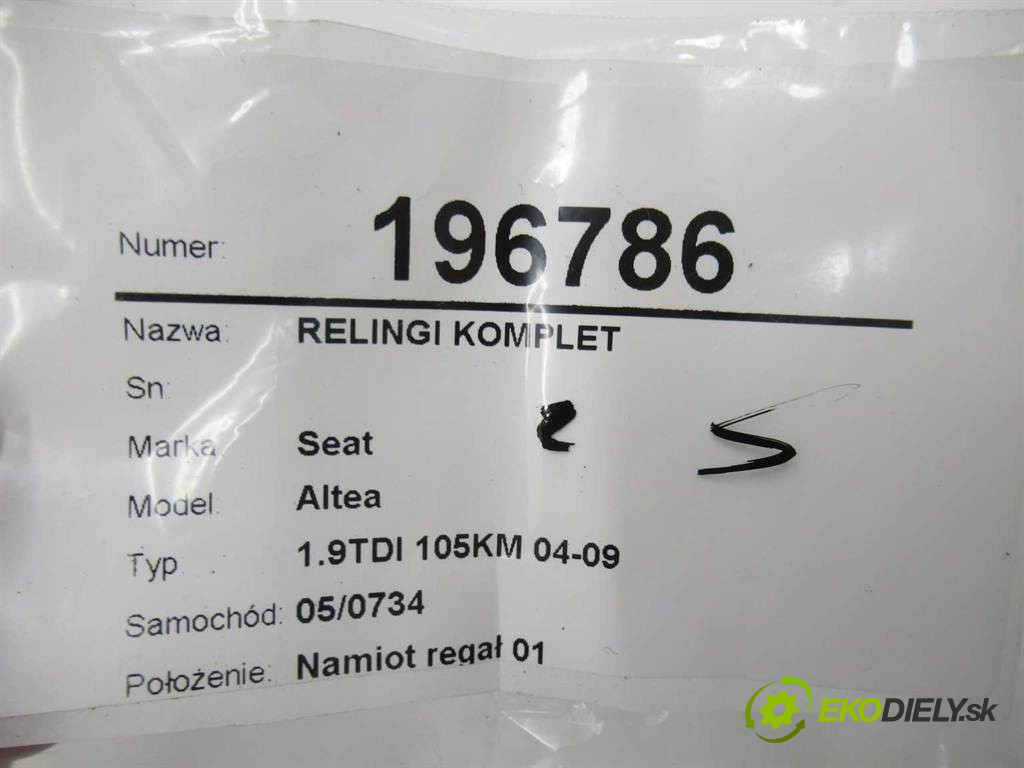 Numer: 196786
Nazwa: RELINGI KOMPLET
Sn:
Marka Seat
Model: Altea
Typ 1.9TDI 105KM 04-09
Samochód: 05/0734
Położenie: Namiot regał 01
EKODIELY.sk